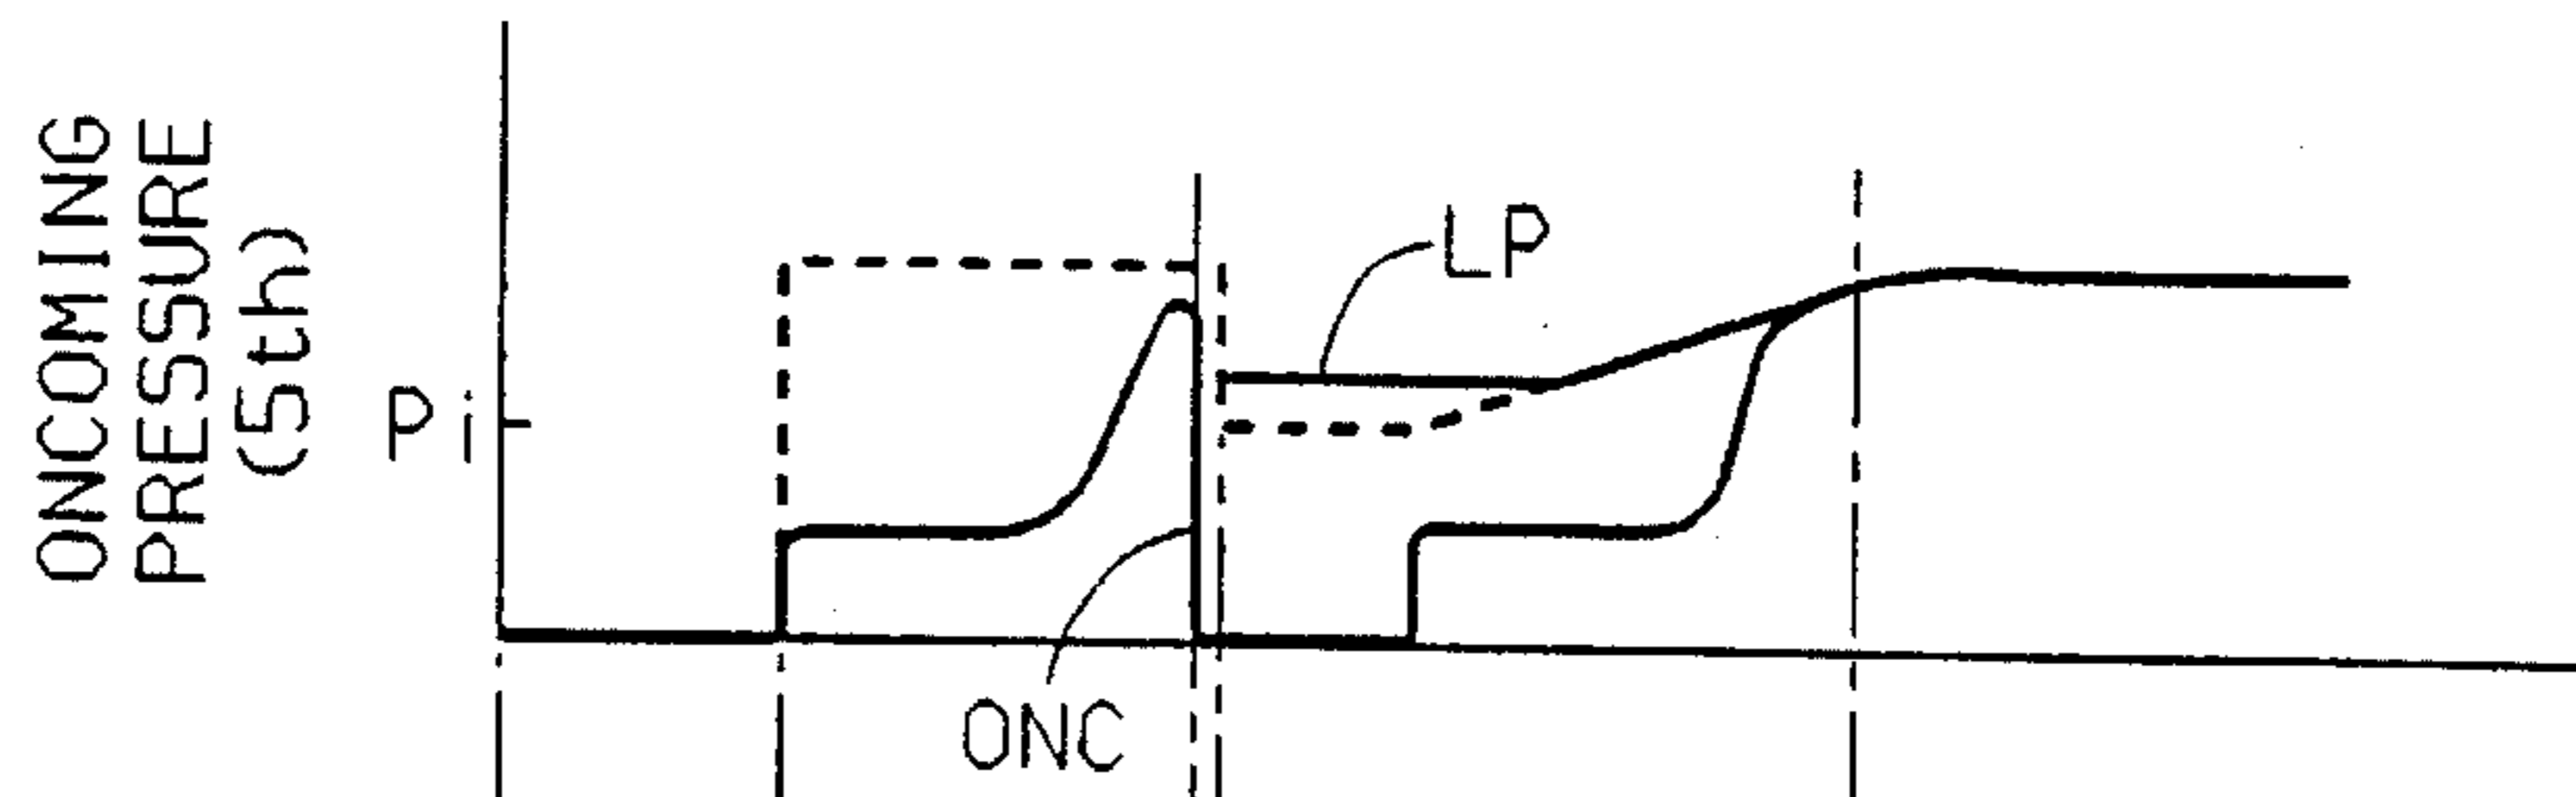 ONCOMING
PRESSURE
(5th)
Pi
LP
ONC